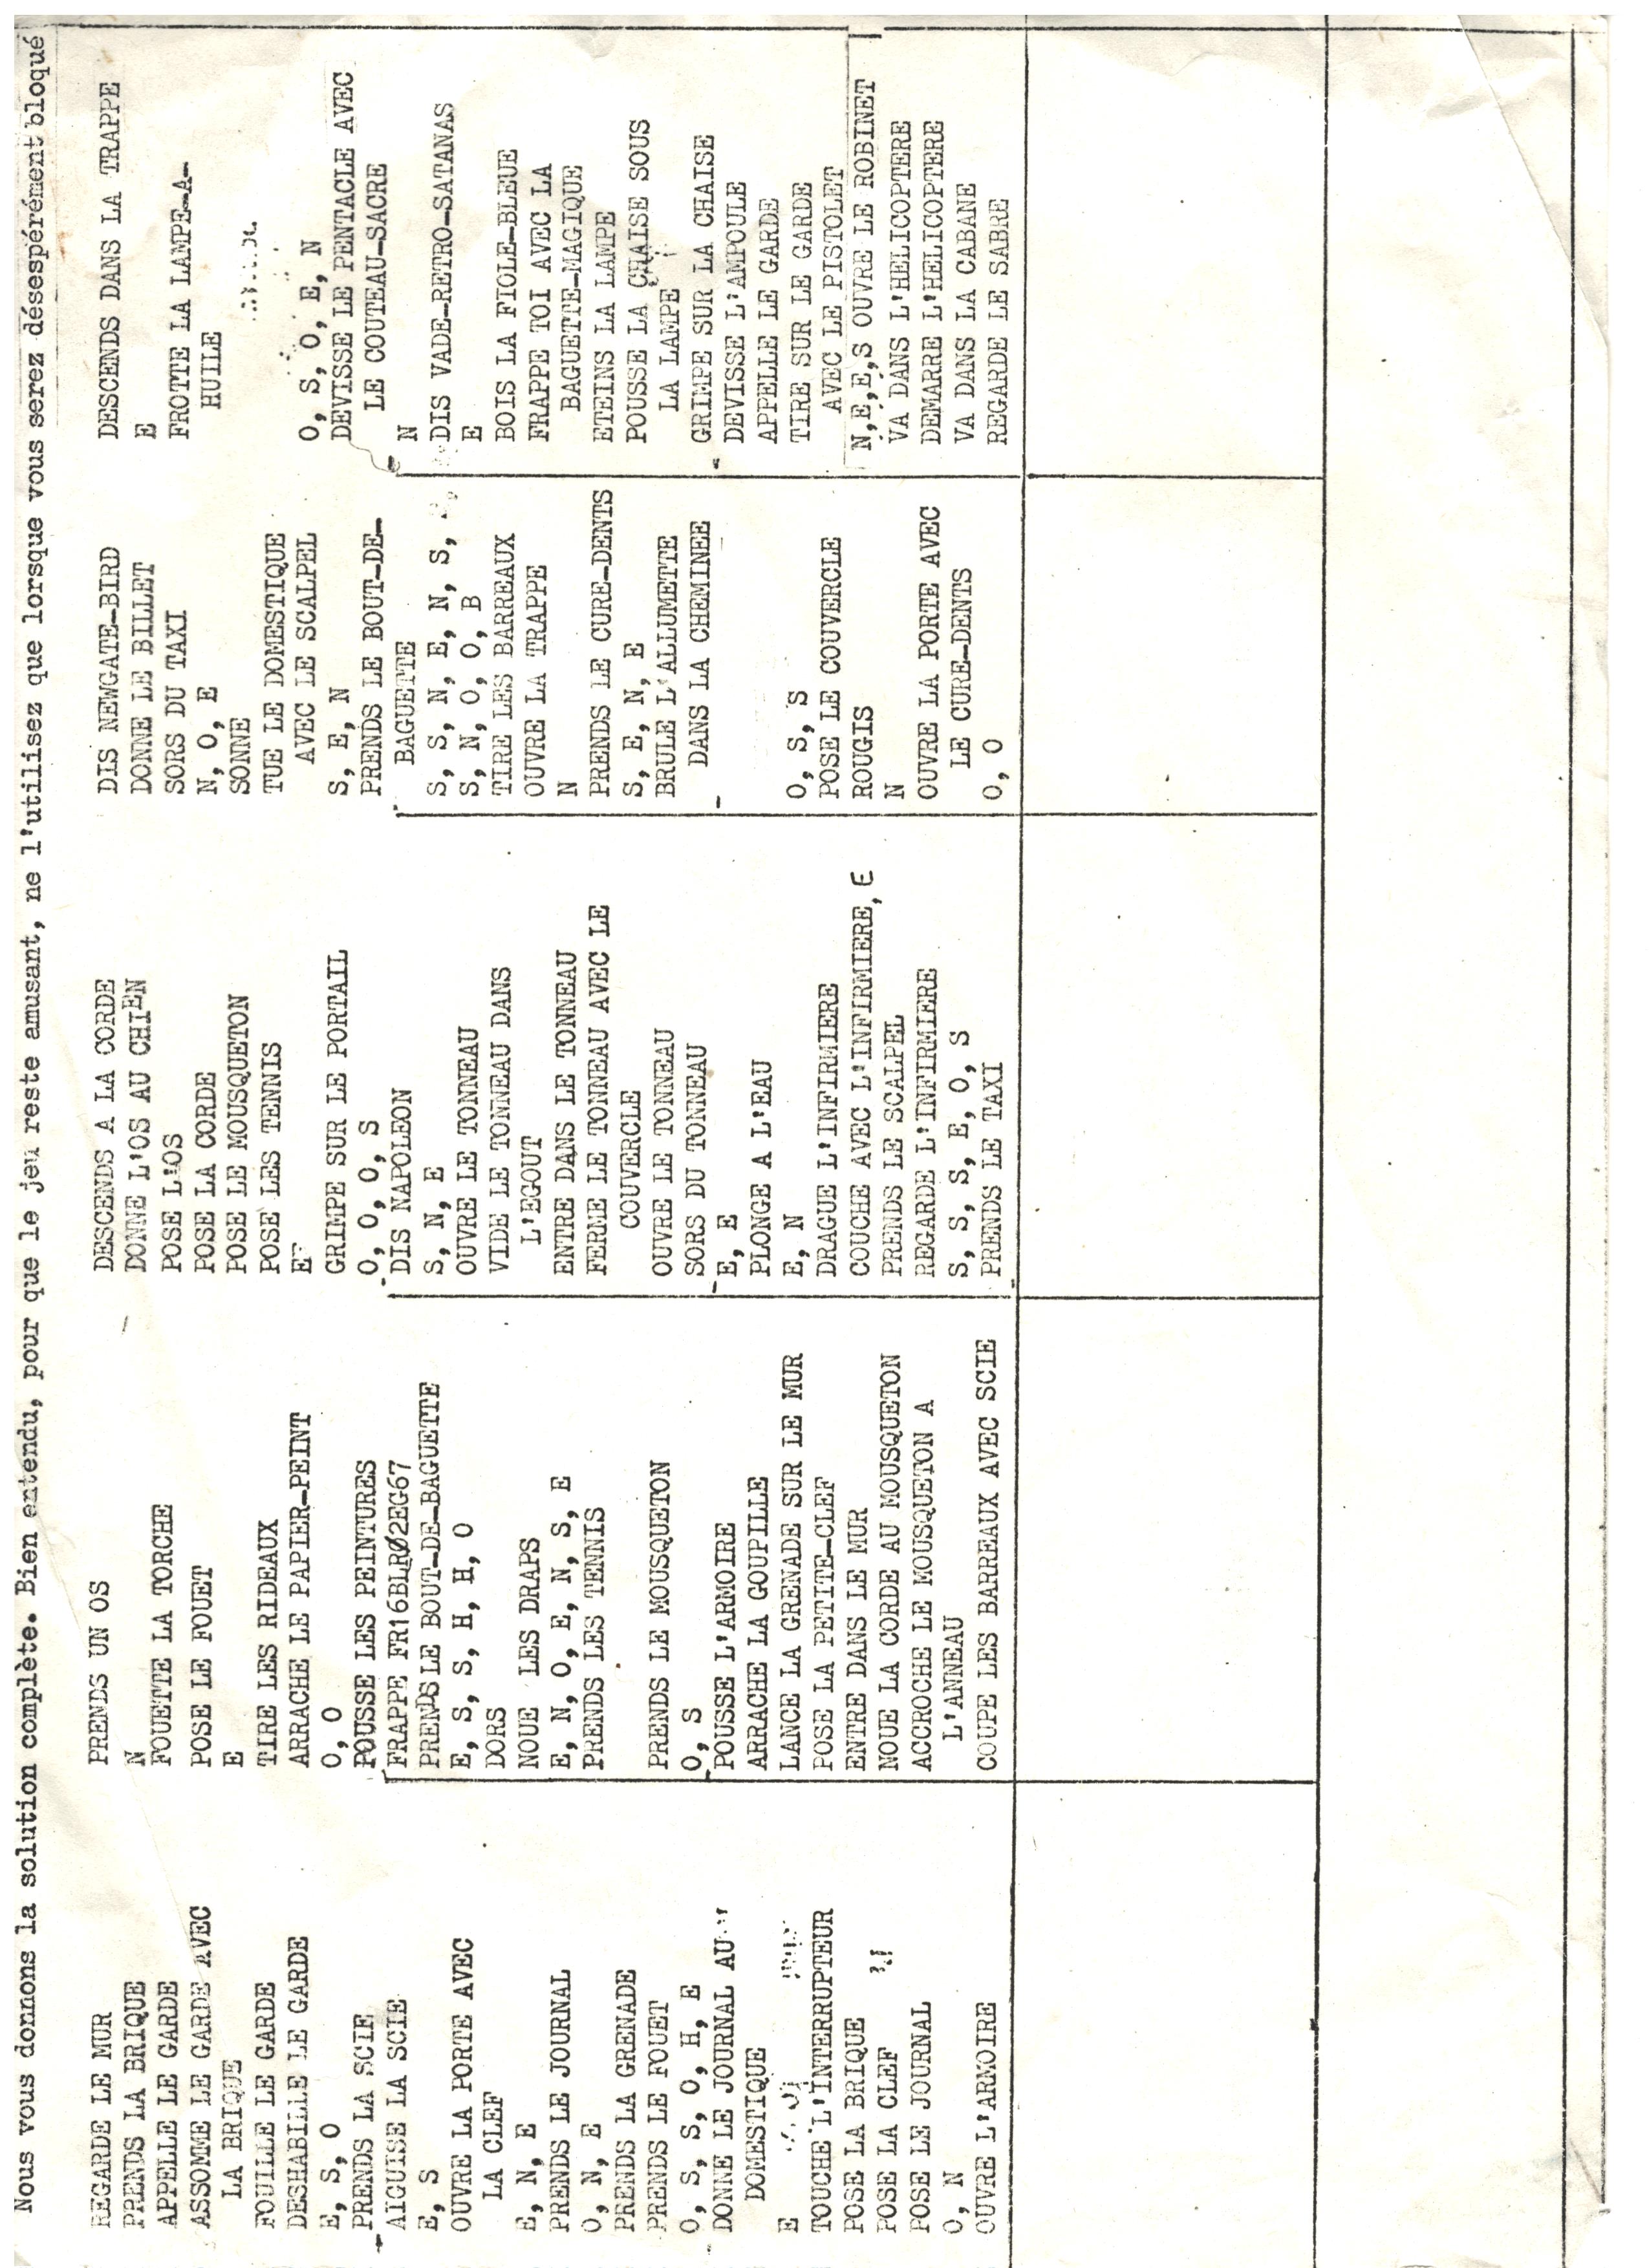 Nous vous donnons la solution complète. Bien entendu, pour que le jeu reste amusant, ne l'utilisez que lorsque vous serez désespérément bloqué
REGARDE LE MUR
PRENDS LA BRIQUE
APPELLE LE GARDE
ASSOMME LE GARDE AVEC
LA BRIQUE
FOUILLE LE GARDE
DESHABILLE LE GARDE
E, S, O
PRENDS LA SCIE
AIGUISE LA SCIE
E, S
OUVRE LA PORTE AVEC
LA CLEF
E, N, E
PRENDS LE JOURNAL
O, N, E
PRENDS LA GRENADE
PRENDS LE FOUET
O, S, S, O, H, E
DONNE LE JOURNAL AU
DOMESTIQUE
E
TOUCHE L'INTERRUPTEUR
POSE LA BRIQUE
POSE LA CLEF
POSE LE JOURNAL
O, N
OUVRE L'ARMOIRE
PRENDS UN OS
N
FOUETTE LA TORCHE
POSE LE FOUET
E
TIRE LES RIDEAUX
ARRACHE LE PAPIER-PEINT
O, O
POUSSE LES PEINTURES
FRAPPE FR16BLRØ2EG67
PRENDS LE BOUT-DE-BAGUETTE
E, S, S, H, H, O
DORS
NOUE LES DRAPS
E, N, O, E, N, S, E
PRENDS LES TENNIS
PRENDS LE MOUSQUETON
O, S
POUSSE L'ARMOIRE
ARRACHE LA GOUPILLE
LANCE LA GRENADE SUR LE MUR
POSE LA PETITE-CLEF
ENTRE DANS LE MUR
NOUE LA CORDE AU MOUSQUETON
ACCROCHE LE MOUSQUETON A
L'ANNEAU
COUPE LES BARREAUX AVEC SCIE
DESCENDS A LA CORDE
DONNE L'OS AU CHIEN
POSE L'OS
POSE LA CORDE
POSE LE MOUSQUETON
POSE LES TENNIS
E
GRIMPE SUR LE PORTAIL
O, O, O, S
DIS NAPOLEON
S, N, E
OUVRE LE TONNEAU
VIDE LE TONNEAU DANS
L'EGOUT
ENTRE DANS LE TONNEAU
FERME LE TONNEAU AVEC LE
COUVERCLE
OUVRE LE TONNEAU
SORS DU TONNEAU
E, E
PLONGE A L'EAU
E, N
DRAGUE L'INFIRMIERE
COUCHE AVEC L'INFIRMIERE, E
PRENDS LE SCALPEL
REGARDE L'INFIRMIERE
S, S, S, E, O, S
PRENDS LE TAXI
DIS NEWGATE-BIRD
DONNE LE BILLET
SORS DU TAXI
N, O, E
SONNE
TUE LE DOMESTIQUE
AVEC LE SCALPEL
S, E, N
PRENDS LE BOUT-DE-
BAGUETTE
S, S, N, E, N, S,
S, N, O, O, B
TIRE LES BARREAUX
OUVRE LA TRAPPE
N
PRENDS LE CURE-DENTS
S, E, N, E
BRULE L'ALLUMETTE
DANS LA CHEMINEE
O, S, S
POSE LE COUVERCLE
ROUGIS
N
OUVRE LA PORTE AVEC
LE CURE-DENTS
O, O
DESCENDS DANS LA TRAPPE
E
FROTTE LA LAMPE-A-
HUILE
O, S, O, E, N
DEVISSE LE PENTACLE AVEC
LE COUTEAU-SACRE
N
DIS VADE-RETRO-SATANAS
E
BOIS LA FIOLE-BLEUE
FRAPPE TOI AVEC LA
BAGUETTE-MAGIQUE
ETEINS LA LAMPE
POUSSE LA CHAISE SOUS
LA LAMPE
GRIMPE SUR LA CHAISE
DEVISSE L'AMPOULE
APPELLE LE GARDE
TIRE SUR LE GARDE
AVEC LE PISTOLET
N,E,E,S OUVRE LE ROBINET
VA DANS L'HELICOPTERE
DEMARRE L'HELICOPTERE
VA DANS LA CABANE
REGARDE LE SABRE